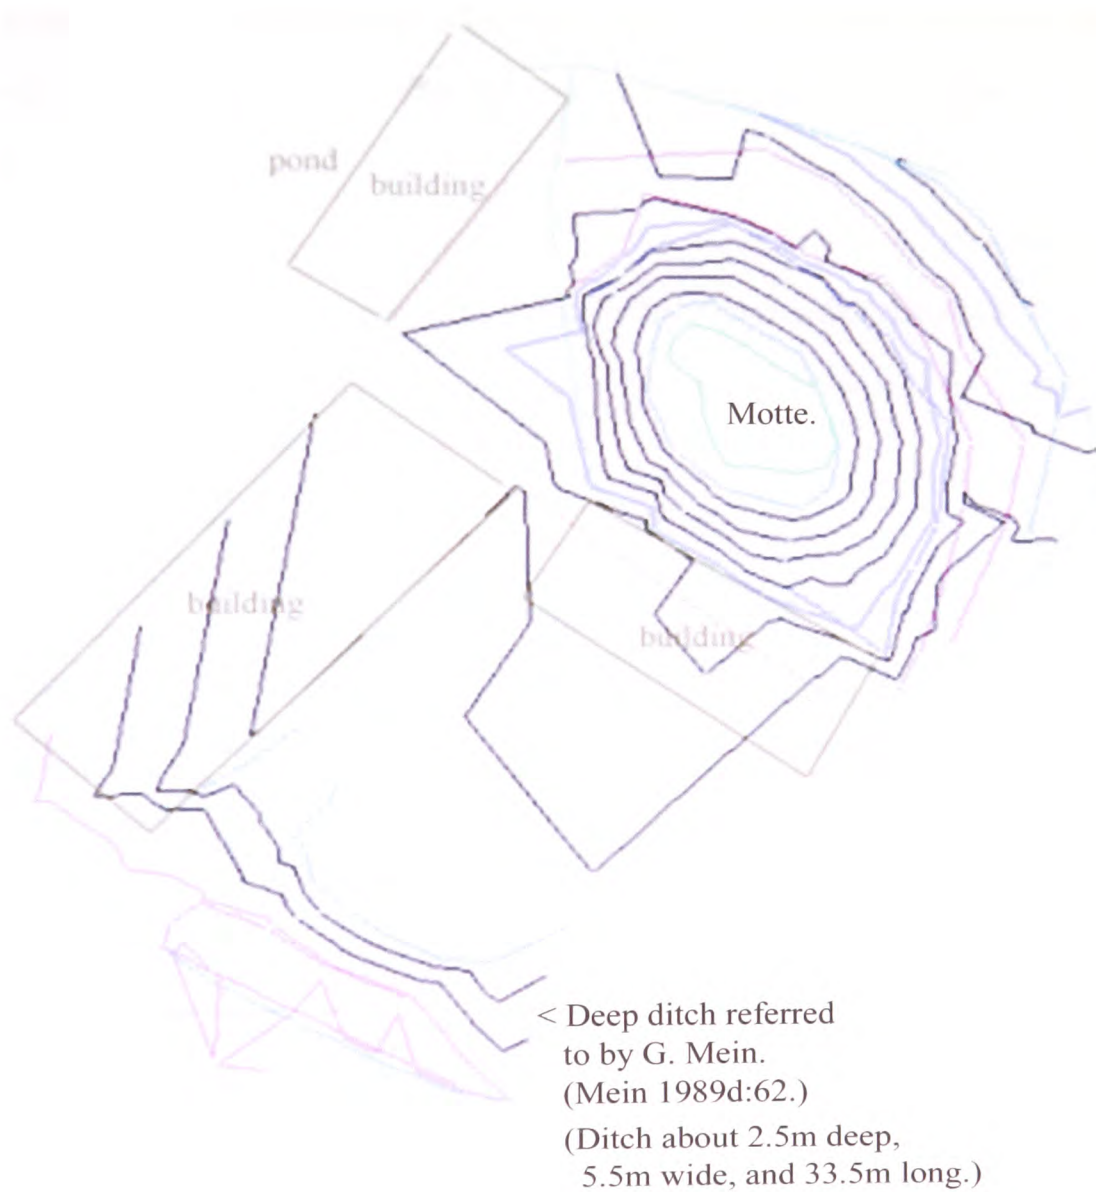 pond
building
Motte.
building
building
< Deep ditch referred
to by G. Mein.
(Mein 1989d:62.)
(Ditch about 2.5m deep,
5.5m wide, and 33.5m long.)